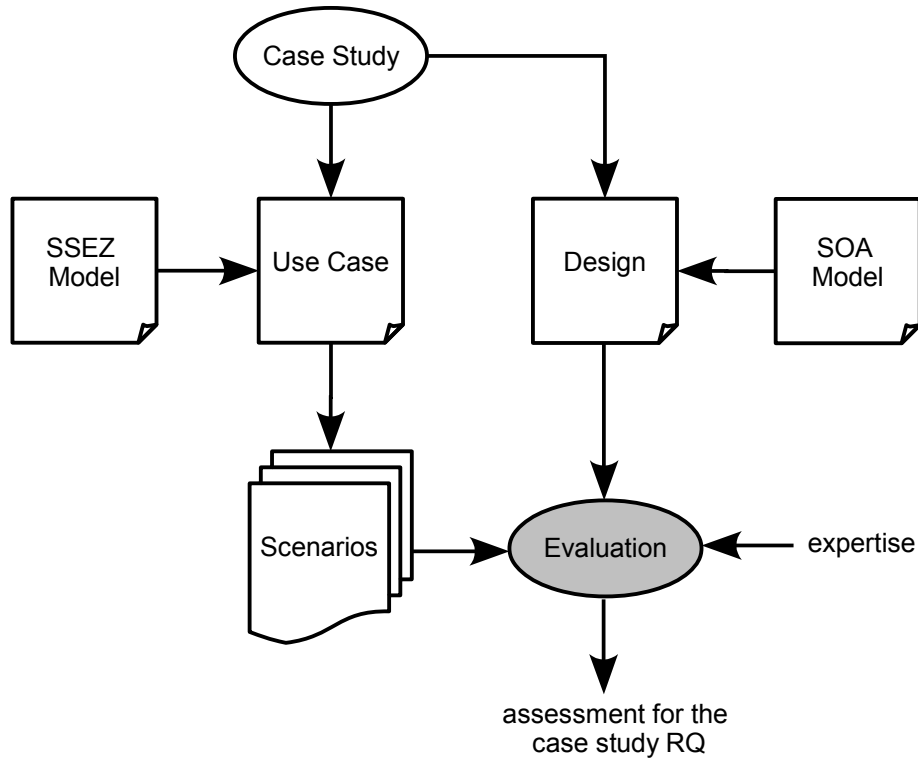 Case Study
SSEZ
Model
Use Case
Design
SOA
Model
Scenarios
Evaluation
expertise
assessment for the
case study RQ